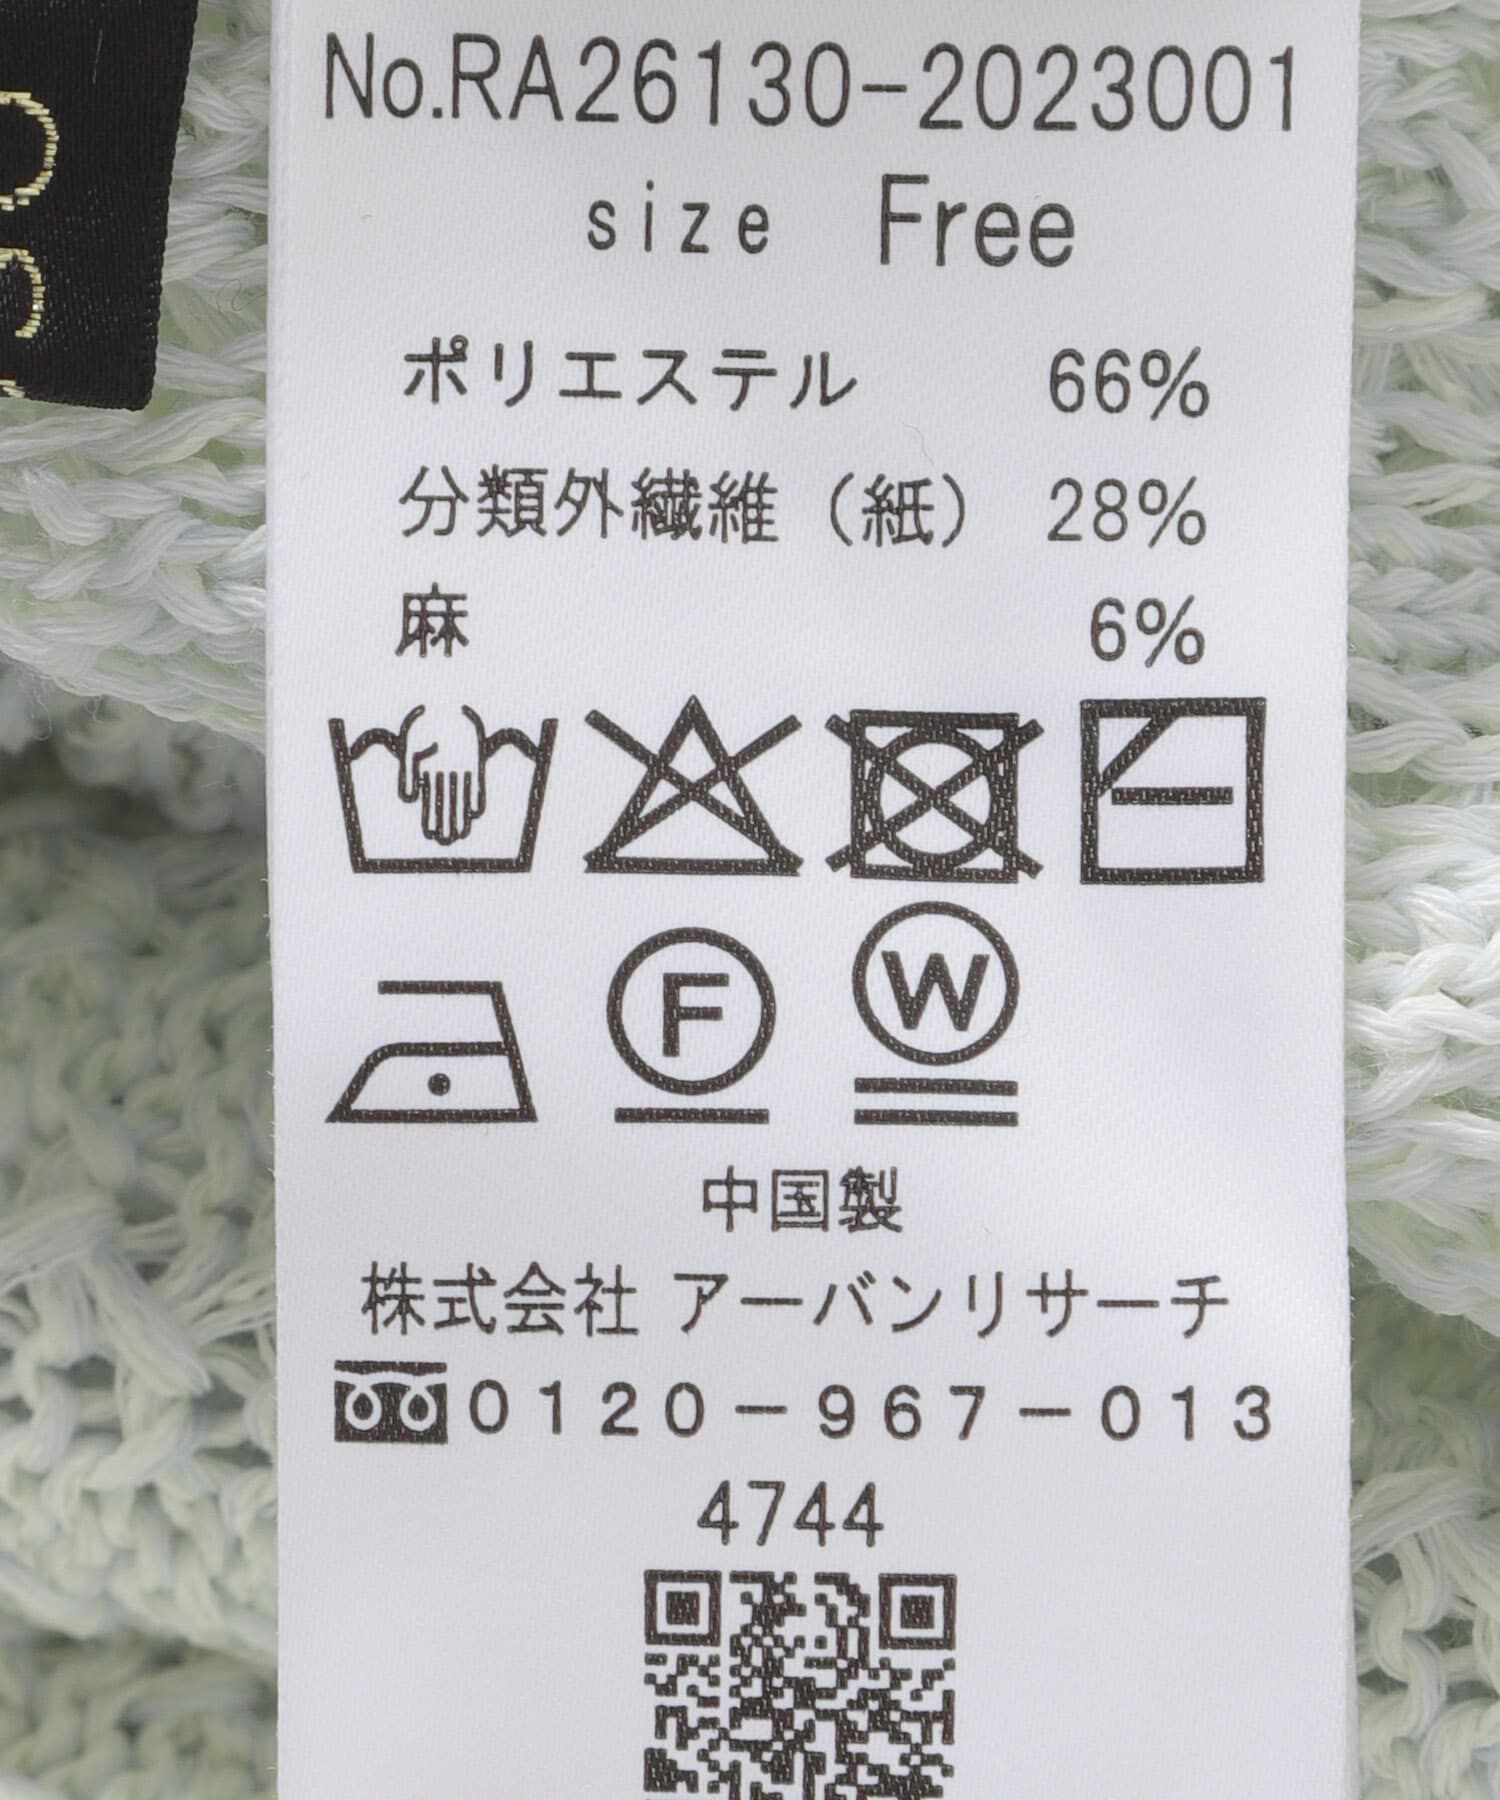 No.RA26130-2023001
size Free
ポリエステル 66%
分類外繊維（紙） 28%
麻 6%
F W
中国製
株式会社 アーバンリサーチ
0120-967-013
4744